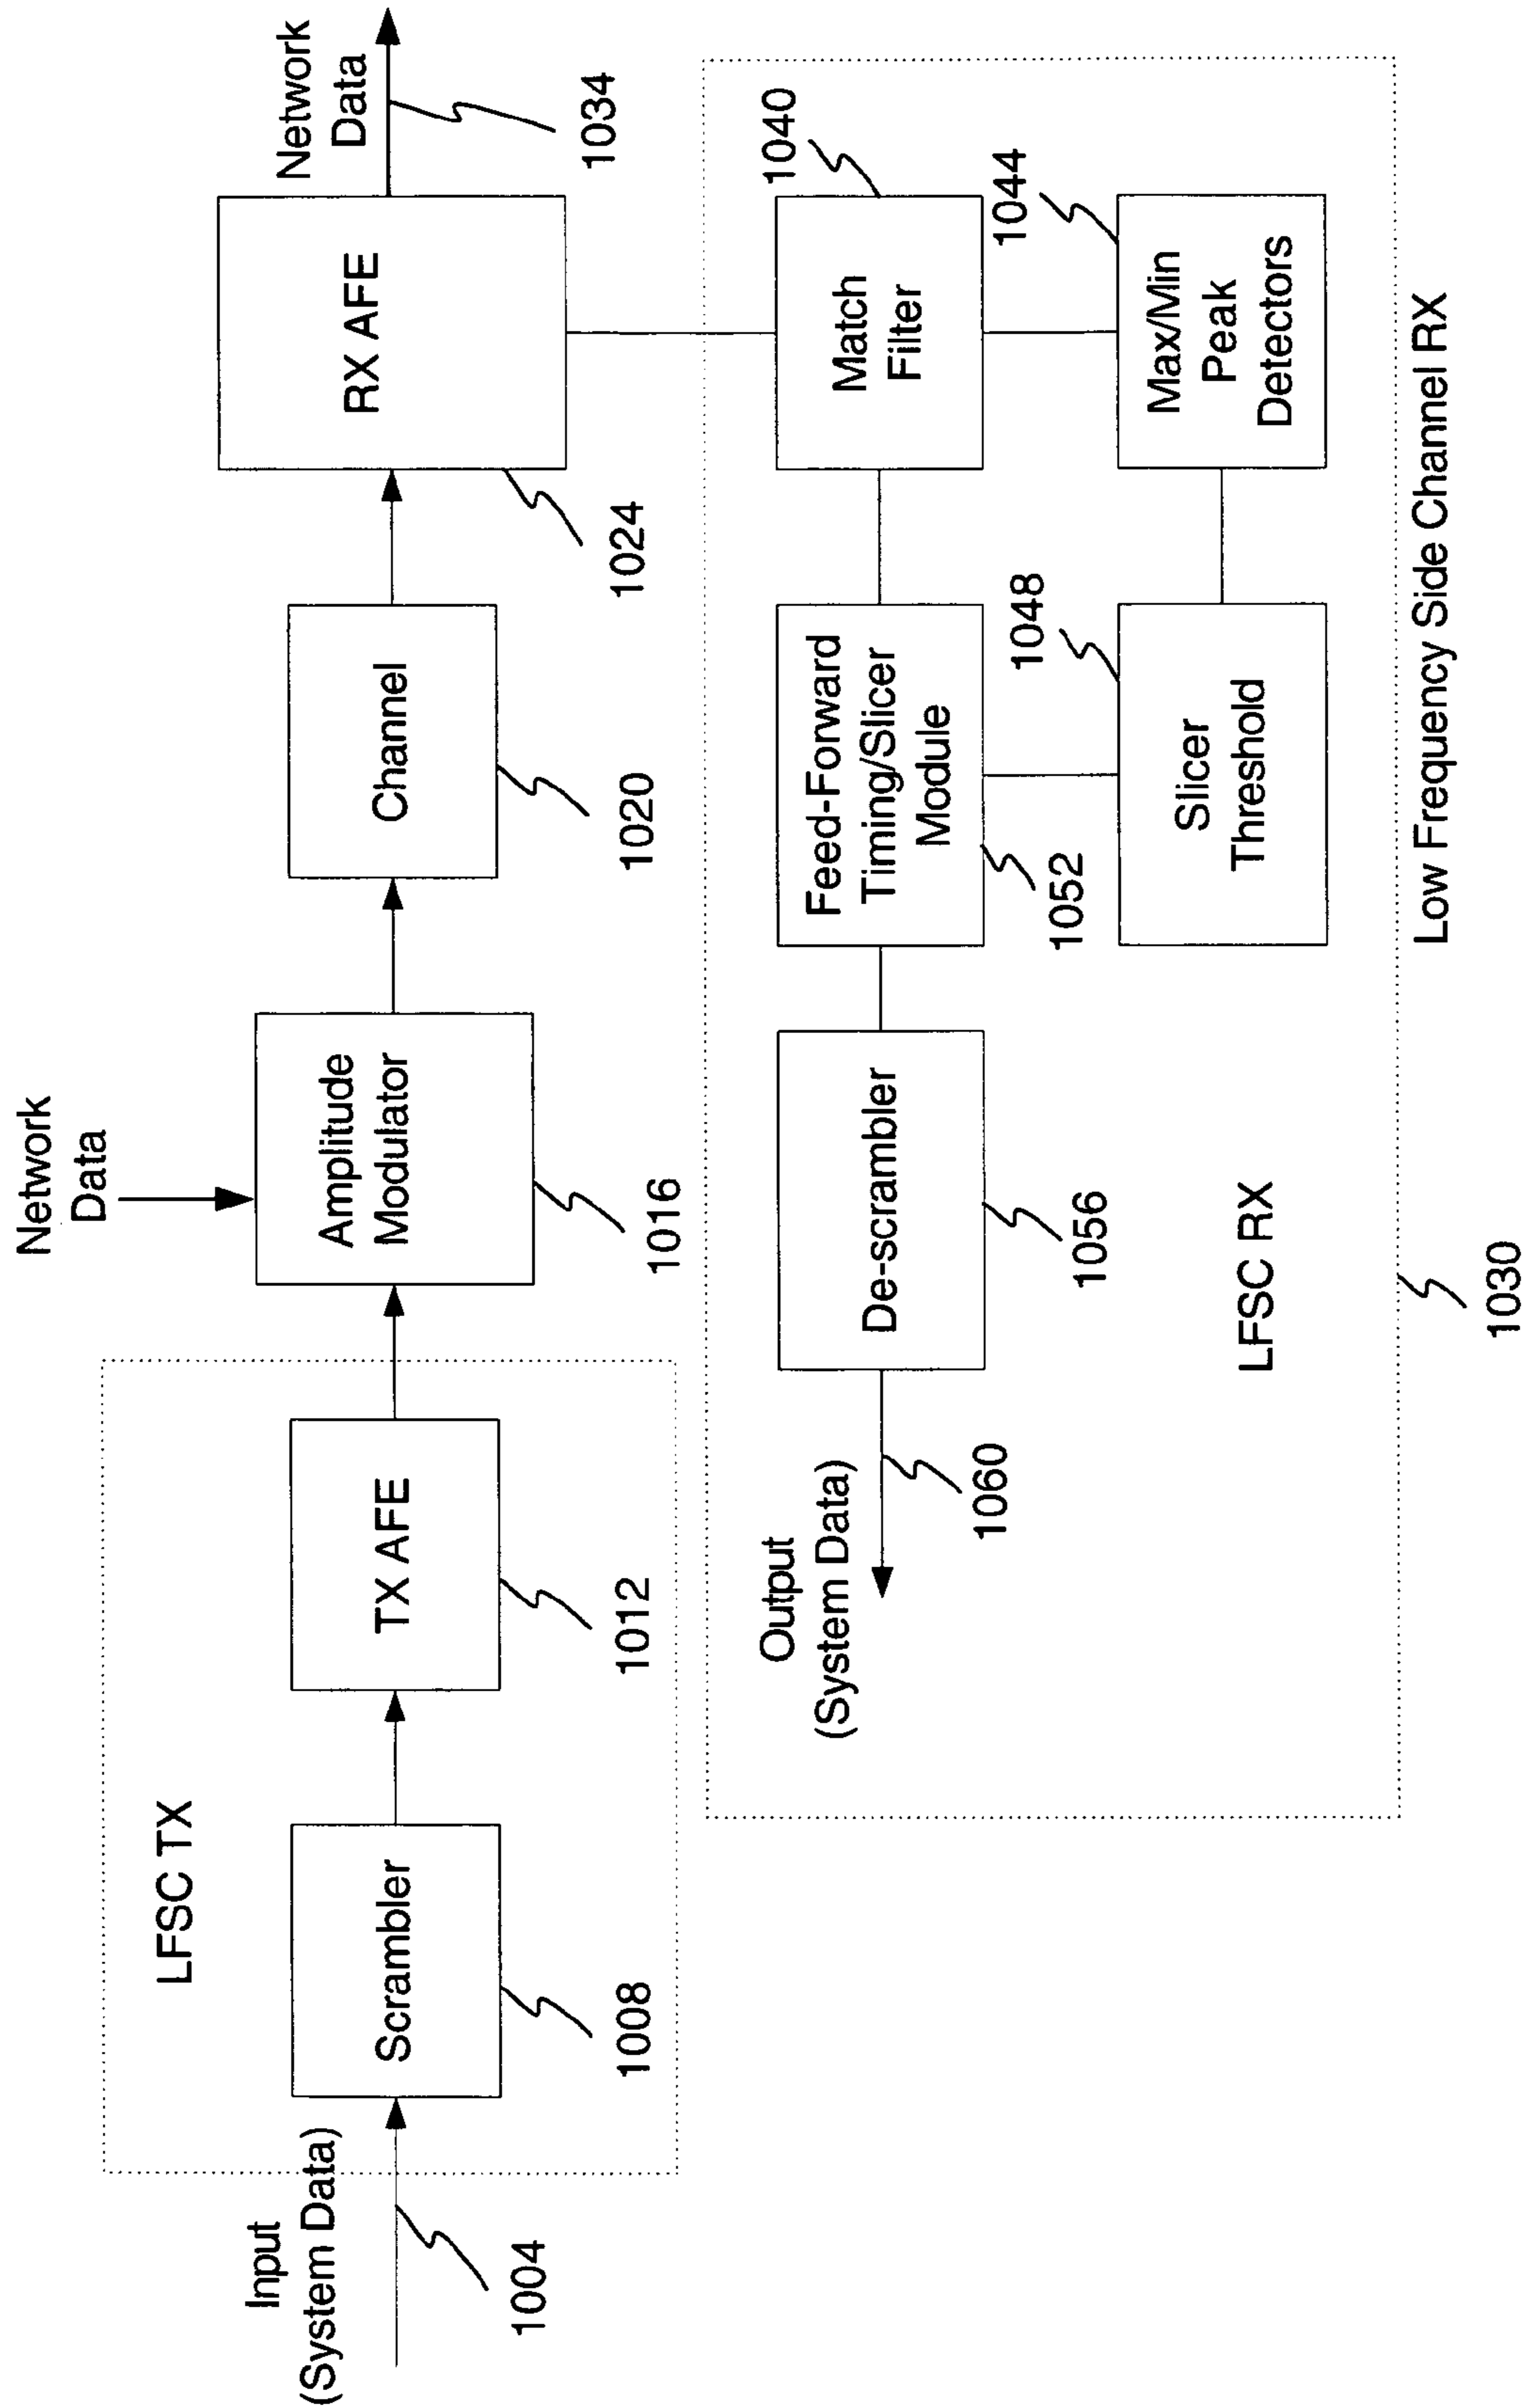 Input
(System Data)
1004
LFSC TX
Scrambler
1008
TX AFE
1012
Network
Data
Amplitude
Modulator
1016
Channel
1020
RX AFE
1024
Network
Data
1034
Match
Filter
1040
Max/Min
Peak
Detectors
1044
Slicer
Threshold
1048
Feed-Forward
Timing/Slicer
Module
1052
De-scrambler
1056
Output
(System Data)
1060
LFSC RX
Low Frequency Side Channel RX
1030